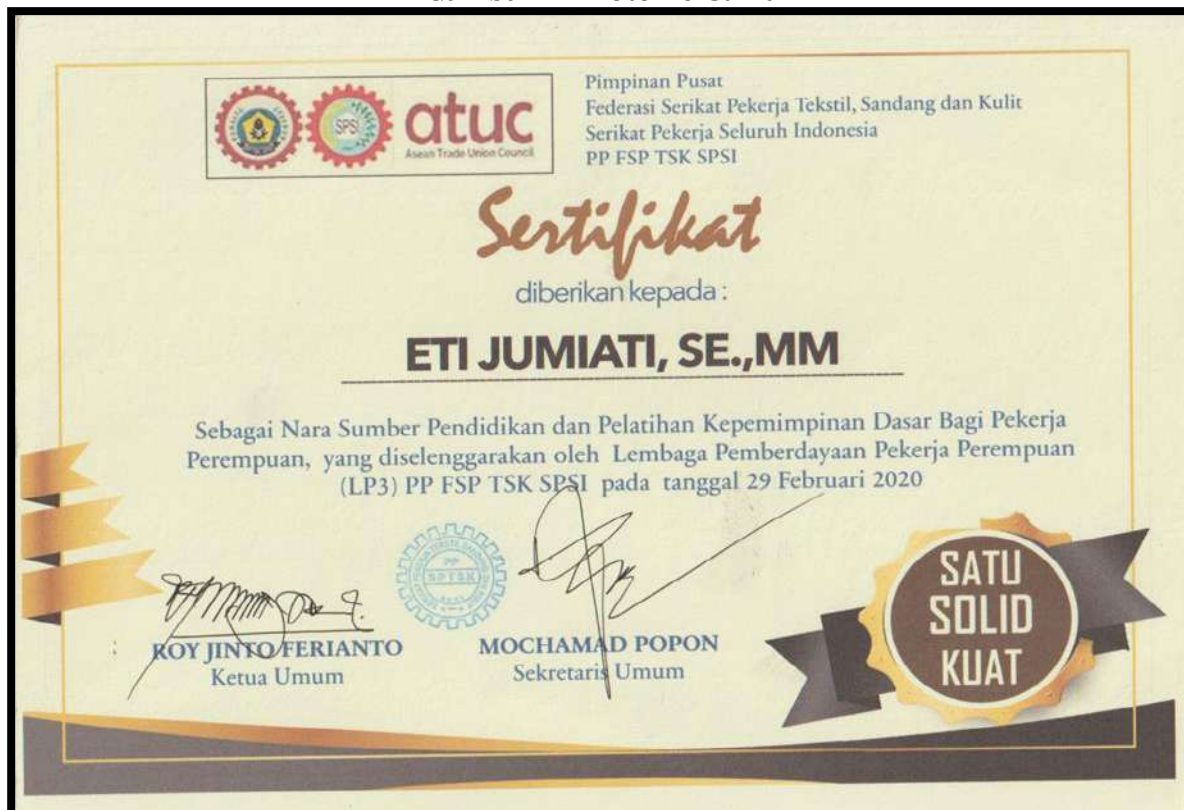 SPSI
atuc
Asean Trade Union Council
Pimpinan Pusat
Federasi Serikat Pekerja Tekstil, Sandang dan Kulit
Serikat Pekerja Seluruh Indonesia
PP FSP TSK SPSI
Sertifikat
diberikan kepada :
ETI JUMIATI, SE.,MM
Sebagai Nara Sumber Pendidikan dan Pelatihan Kepemimpinan Dasar Bagi Pekerja
Perempuan, yang diselenggarakan oleh Lembaga Pemberdayaan Pekerja Perempuan
(LP3) PP FSP TSK SPSI pada tanggal 29 Februari 2020
PP
SPTSK
ROY JINTO FERIANTO
Ketua Umum
MOCHAMAD POPON
Sekretaris Umum
SATU
SOLID
KUAT